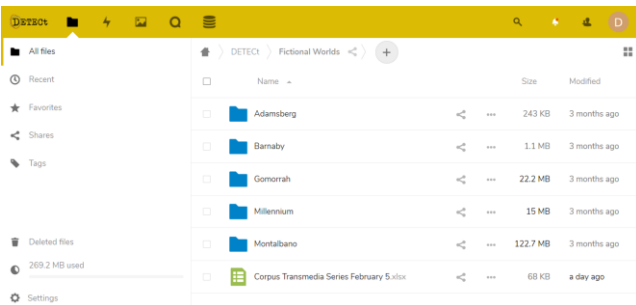 DETECt
D
All files
DETECt
Fictional Worlds
+
Recent
Name
Size
Modified
Favorites
Adamsberg
243 KB
3 months ago
Shares
Barnaby
1.1 MB
3 months ago
Tags
Gomorrah
22.2 MB
3 months ago
Millennium
15 MB
3 months ago
Deleted files
Montalbano
122.7 MB
3 months ago
269.2 MB used
Corpus Transmedia Series February 5.xlsx
68 KB
a day ago
Settings